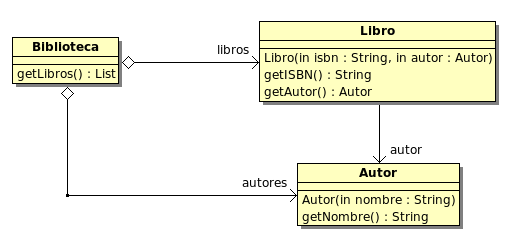 Biblioteca
getLibros() : List
libros
Libro
Libro(in isbn : String, in autor : Autor)
getISBN() : String
getAutor() : Autor
autor
autores
Autor
Autor(in nombre : String)
getNombre() : String